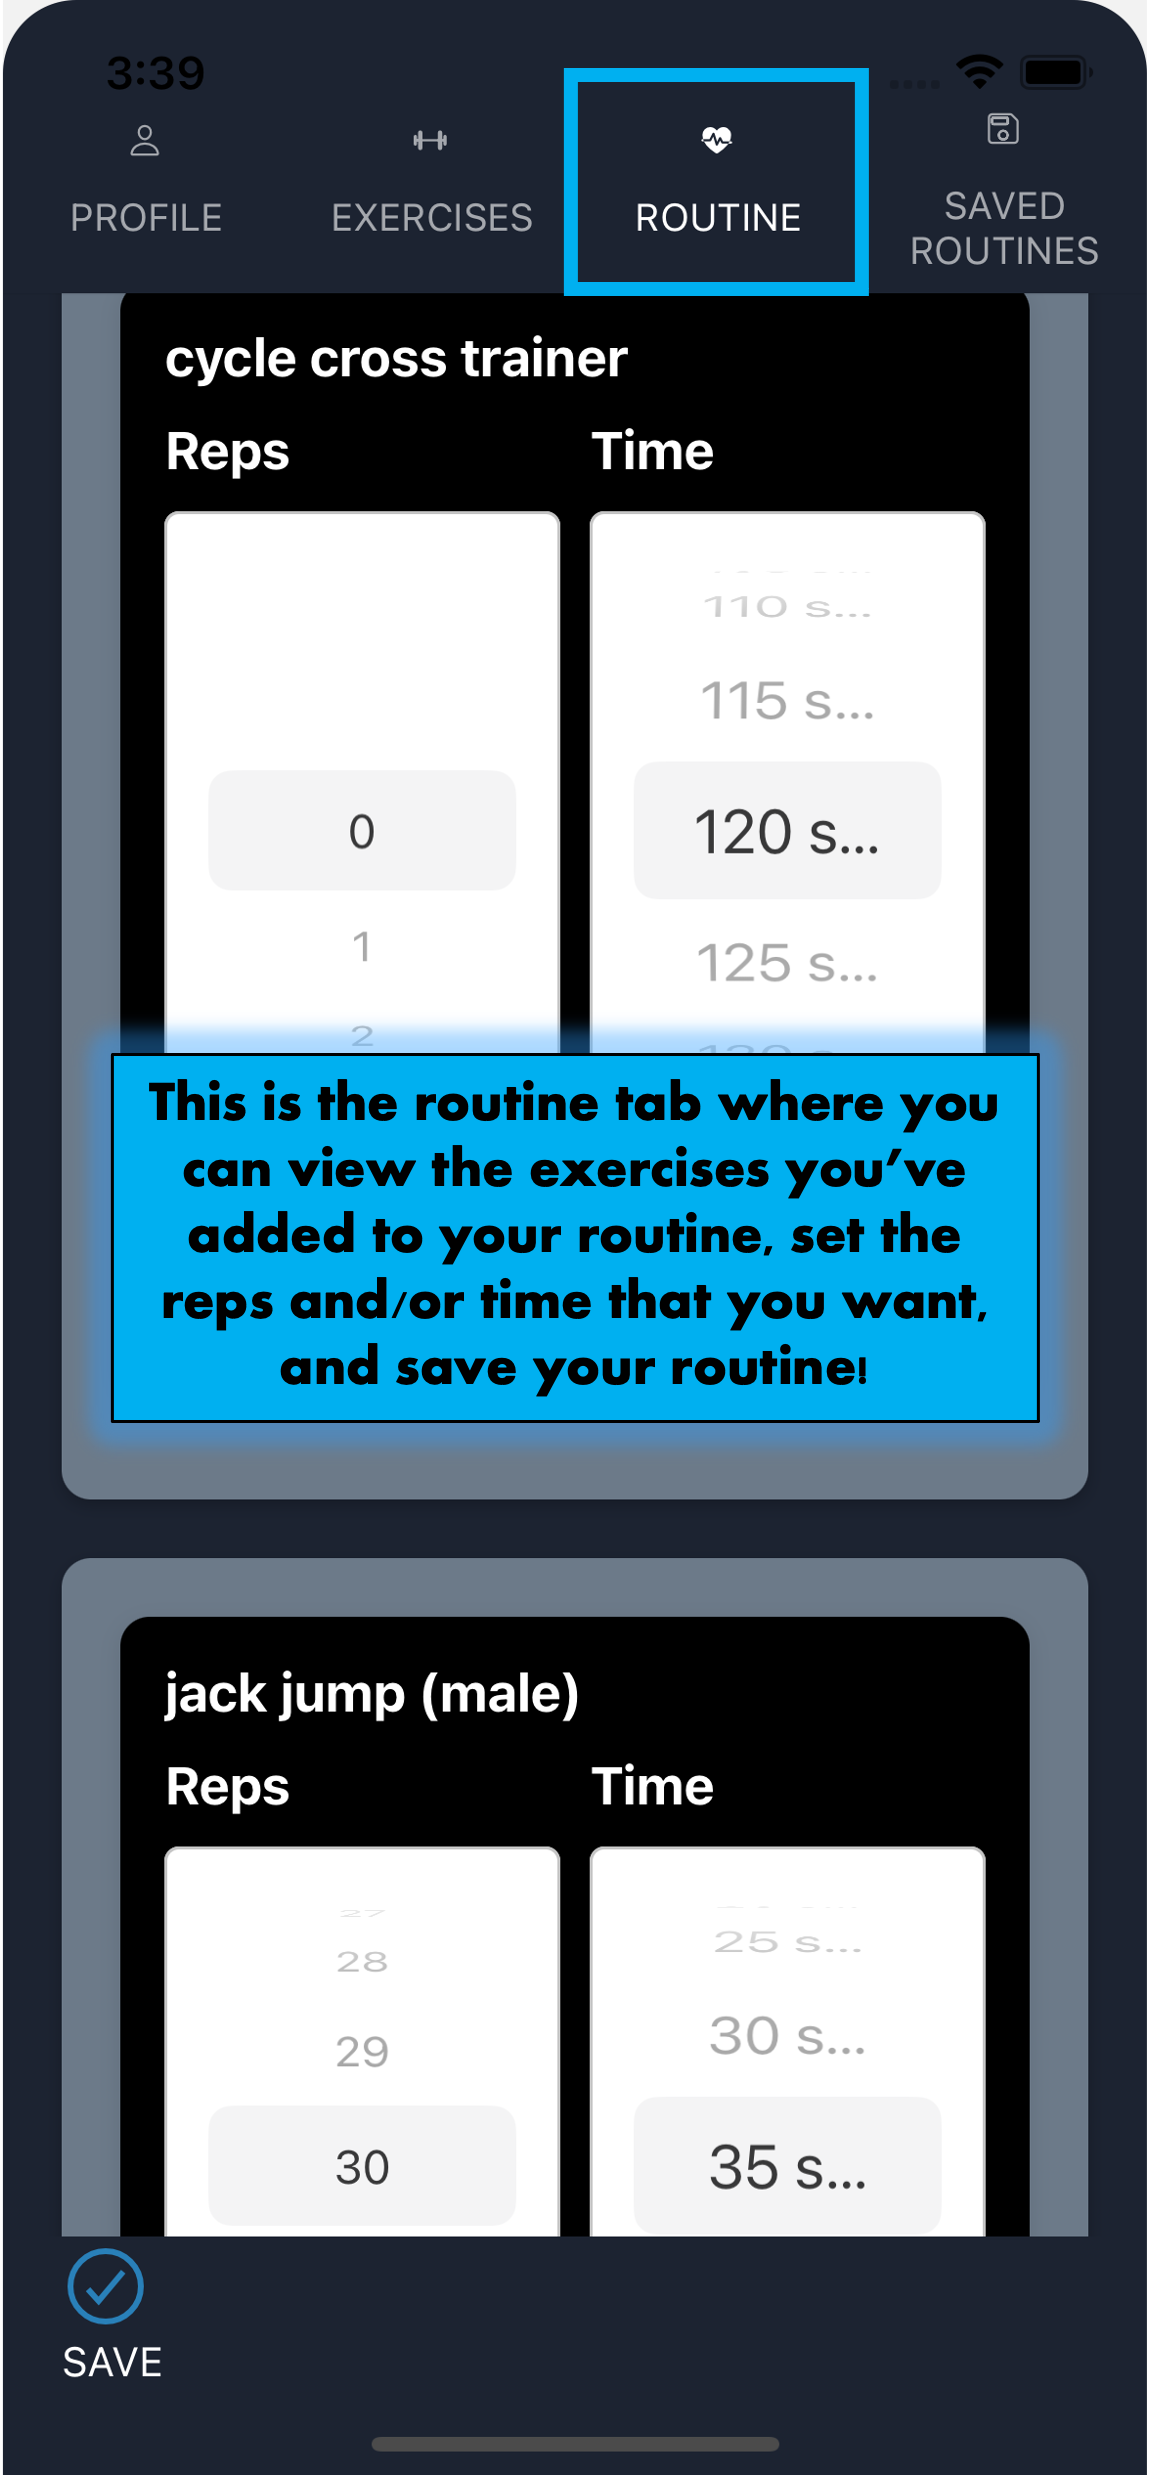 3:39
PROFILE
EXERCISES
ROUTINE
SAVED
ROUTINES
cycle cross trainer
Reps
Time
110 s...
115 s...
0
120 s...
1
125 s...
2
This is the routine tab where you
can view the exercises you've
added to your routine, set the
reps and/or time that you want,
and save your routine!
jack jump (male)
Reps
Time
27
28
25 s...
29
30 s...
30
35 s...
SAVE